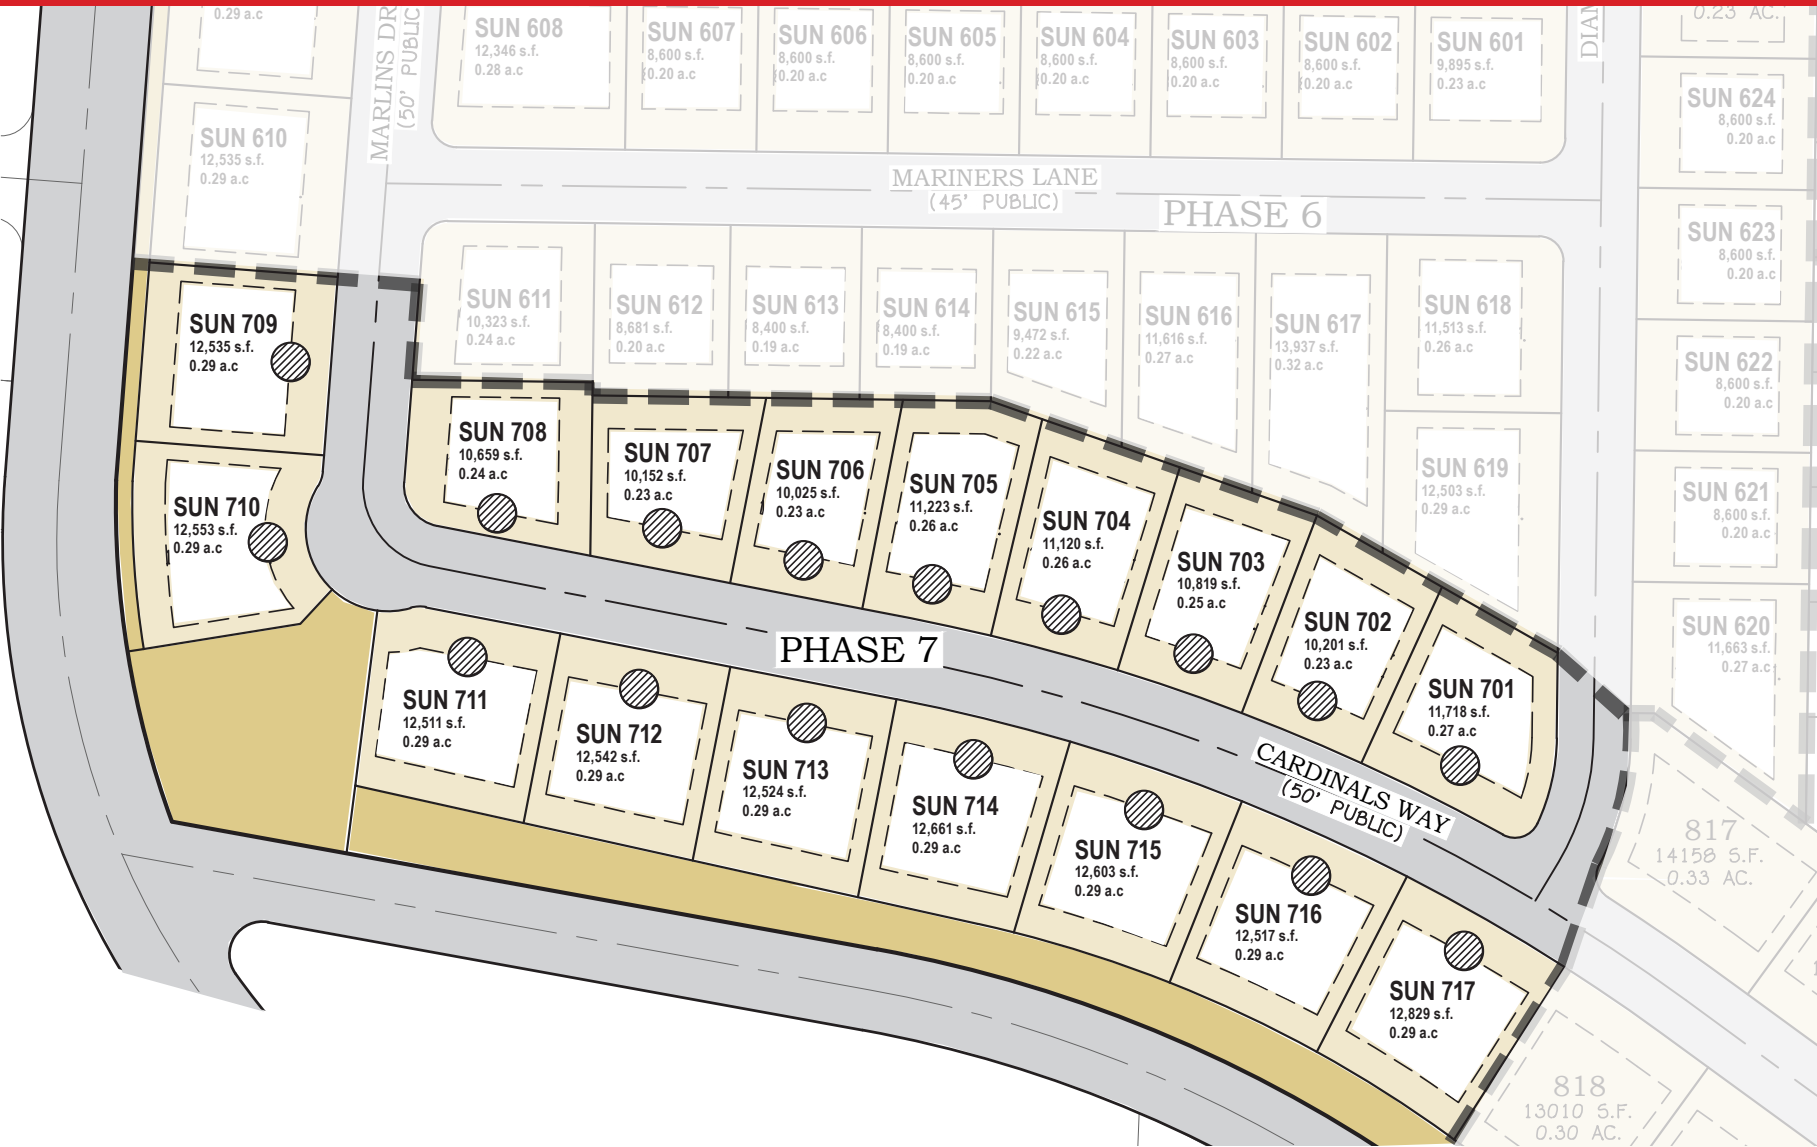 0.29 a.c
MARLINS DR
(50' PUBLIC
SUN 608
12,346 s.f.
0.28 a.c
SUN 607
8,600 s.f.
0.20 a.c
SUN 606
8,600 s.f.
0.20 a.c
SUN 605
8,600 s.f.
0.20 a.c
SUN 604
8,600 s.f.
0.20 a.c
SUN 603
8,600 s.f.
0.20 a.c
SUN 602
8,600 s.f.
0.20 a.c
SUN 601
9,895 s.f.
0.23 a.c
DIAM
0.23 AC.
SUN 610
12,535 s.f.
0.29 a.c
SUN 624
8,600 s.f.
0.20 a.c
MARINERS LANE
(45' PUBLIC)
PHASE 6
SUN 623
8,600 s.f.
0.20 a.c
SUN 611
10,323 s.f.
0.24 a.c
SUN 612
8,681 s.f.
0.20 a.c
SUN 613
8,400 s.f.
0.19 a.c
SUN 614
8,400 s.f.
0.19 a.c
SUN 615
9,472 s.f.
0.22 a.c
SUN 616
11,616 s.f.
0.27 a.c
SUN 617
13,937 s.f.
0.32 a.c
SUN 618
11,513 s.f.
0.26 a.c
SUN 622
8,600 s.f.
0.20 a.c
SUN 709
12,535 s.f.
0.29 a.c
SUN 708
10,659 s.f.
0.24 a.c
SUN 707
10,152 s.f.
0.23 a.c
SUN 706
10,025 s.f.
0.23 a.c
SUN 705
11,223 s.f.
0.26 a.c
SUN 704
11,120 s.f.
0.26 a.c
SUN 703
10,819 s.f.
0.25 a.c
SUN 702
10,201 s.f.
0.23 a.c
SUN 701
11,718 s.f.
0.27 a.c
SUN 619
12,503 s.f.
0.29 a.c
SUN 621
8,600 s.f.
0.20 a.c
SUN 620
11,663 s.f.
0.27 a.c
SUN 710
12,553 s.f.
0.29 a.c
PHASE 7
SUN 711
12,511 s.f.
0.29 a.c
SUN 712
12,542 s.f.
0.29 a.c
SUN 713
12,524 s.f.
0.29 a.c
SUN 714
12,661 s.f.
0.29 a.c
SUN 715
12,603 s.f.
0.29 a.c
SUN 716
12,517 s.f.
0.29 a.c
SUN 717
12,829 s.f.
0.29 a.c
CARDINALS WAY
(50' PUBLIC)
817
14158 S.F.
0.33 AC.
818
13010 S.F.
0.30 AC.